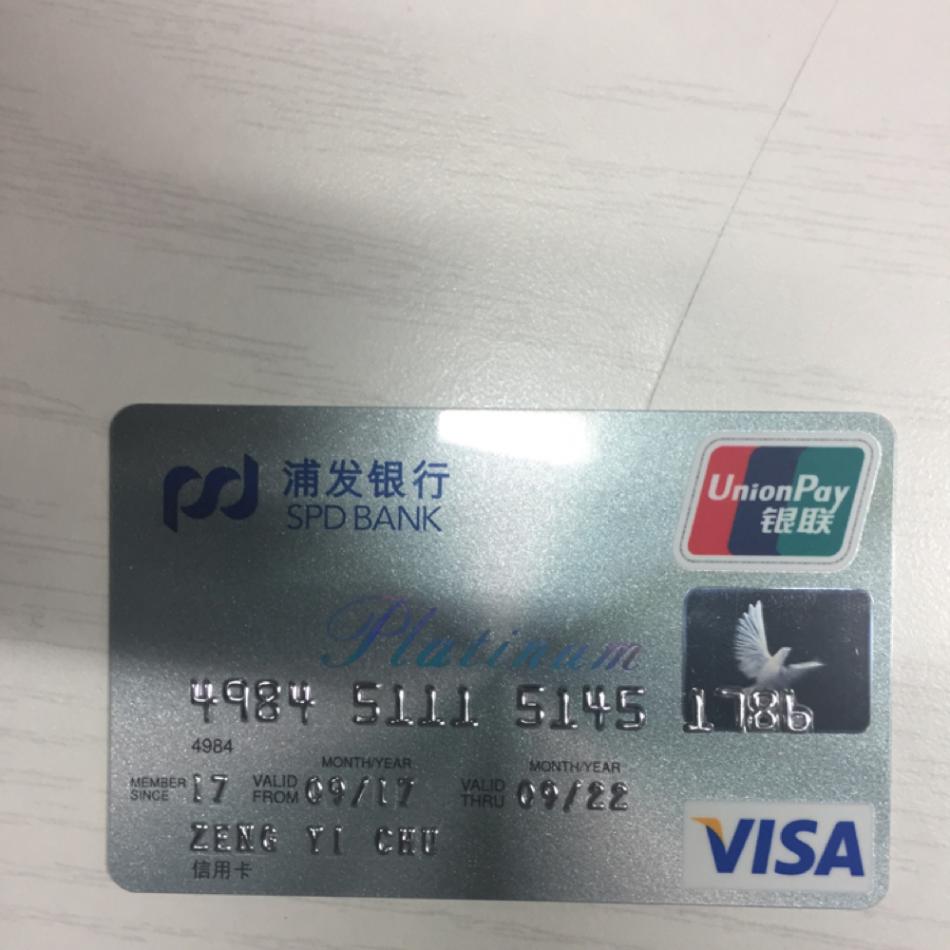 浦发银行
SPD BANK
UnionPay
银联
Platinum
4984 5111 5145 1786
4984
MONTH/YEAR MONTH/YEAR
MEMBER SINCE 17 VALID FROM 09/17 VALID THRU 09/22
ZENG YI CHU
信用卡
VISA